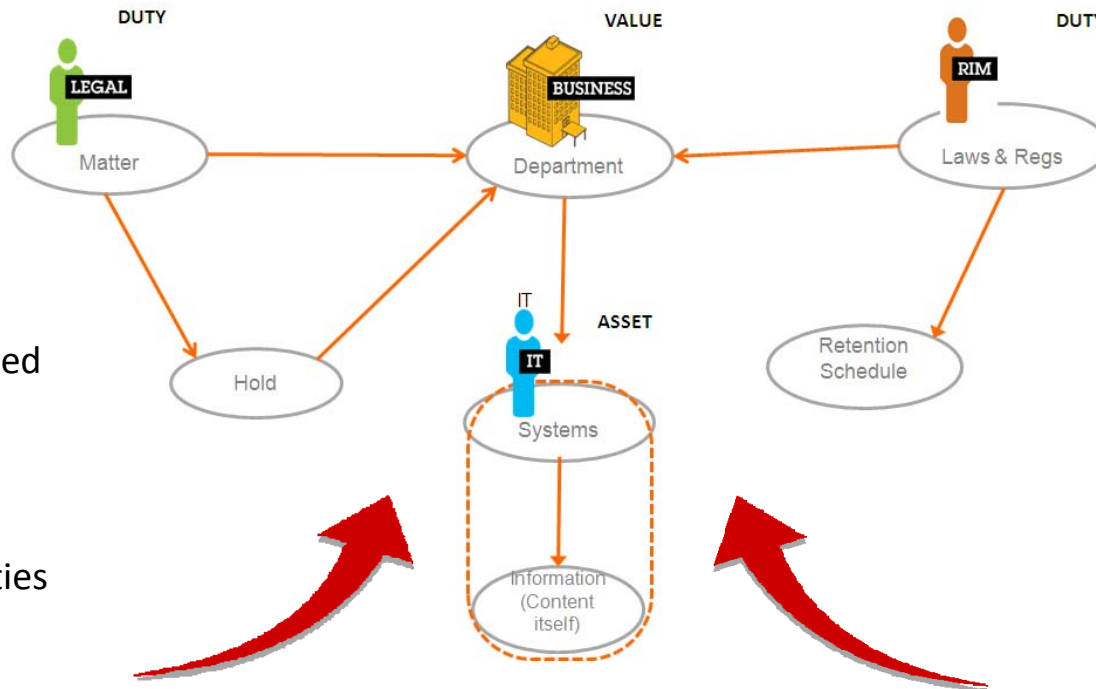 DUTY
VALUE
DUTY
LEGAL
BUSINESS
RIM
Matter
Department
Laws & Regs
IT
ASSET
IT
Hold
Retention
Schedule
Systems
ed
ties
Information
(Content
itself)